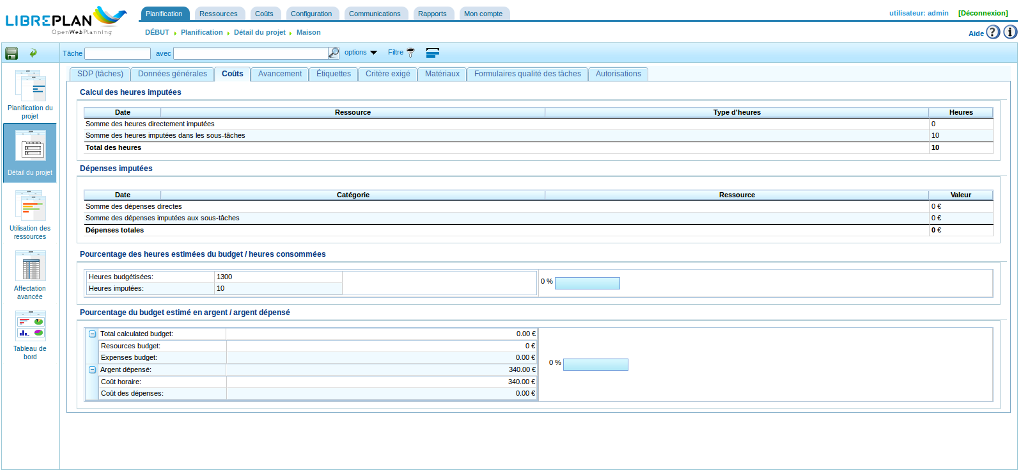 LIBREPLAN
OpenWebPlanning
Planification Ressources Coûts Configuration Communications Rapports Mon compte
utilisateur: admin [Déconnexion]
DÉBUT Planification Détail du projet Maison
Aide
Tâche avec options Filtre
SDP (tâches) Données générales Coûts Avancement Étiquettes Critère exigé Matériaux Formulaires qualité des tâches Autorisations
Planification du
projet
Détail du projet
Utilisation des
ressources
Affectation
avancée
Tableau de
bord
Calcul des heures imputées
Date Ressource Type d'heures Heures
Somme des heures directement imputées 0
Somme des heures imputées dans les sous-tâches 10
Total des heures 10
Dépenses imputées
Date Catégorie Ressource Valeur
Somme des dépenses directes 0 €
Somme des dépenses imputées aux sous-tâches 0 €
Dépenses totales 0 €
Pourcentage des heures estimées du budget / heures consommées
Heures budgétisées: 1300
Heures imputées: 10
0 %
Pourcentage du budget estimé en argent / argent dépensé
Total calculated budget: 0.00 €
Resources budget: 0 €
Expenses budget: 0.00 €
Argent dépensé: 340.00 €
Coût horaire: 340.00 €
Coût des dépenses: 0.00 €
0 %